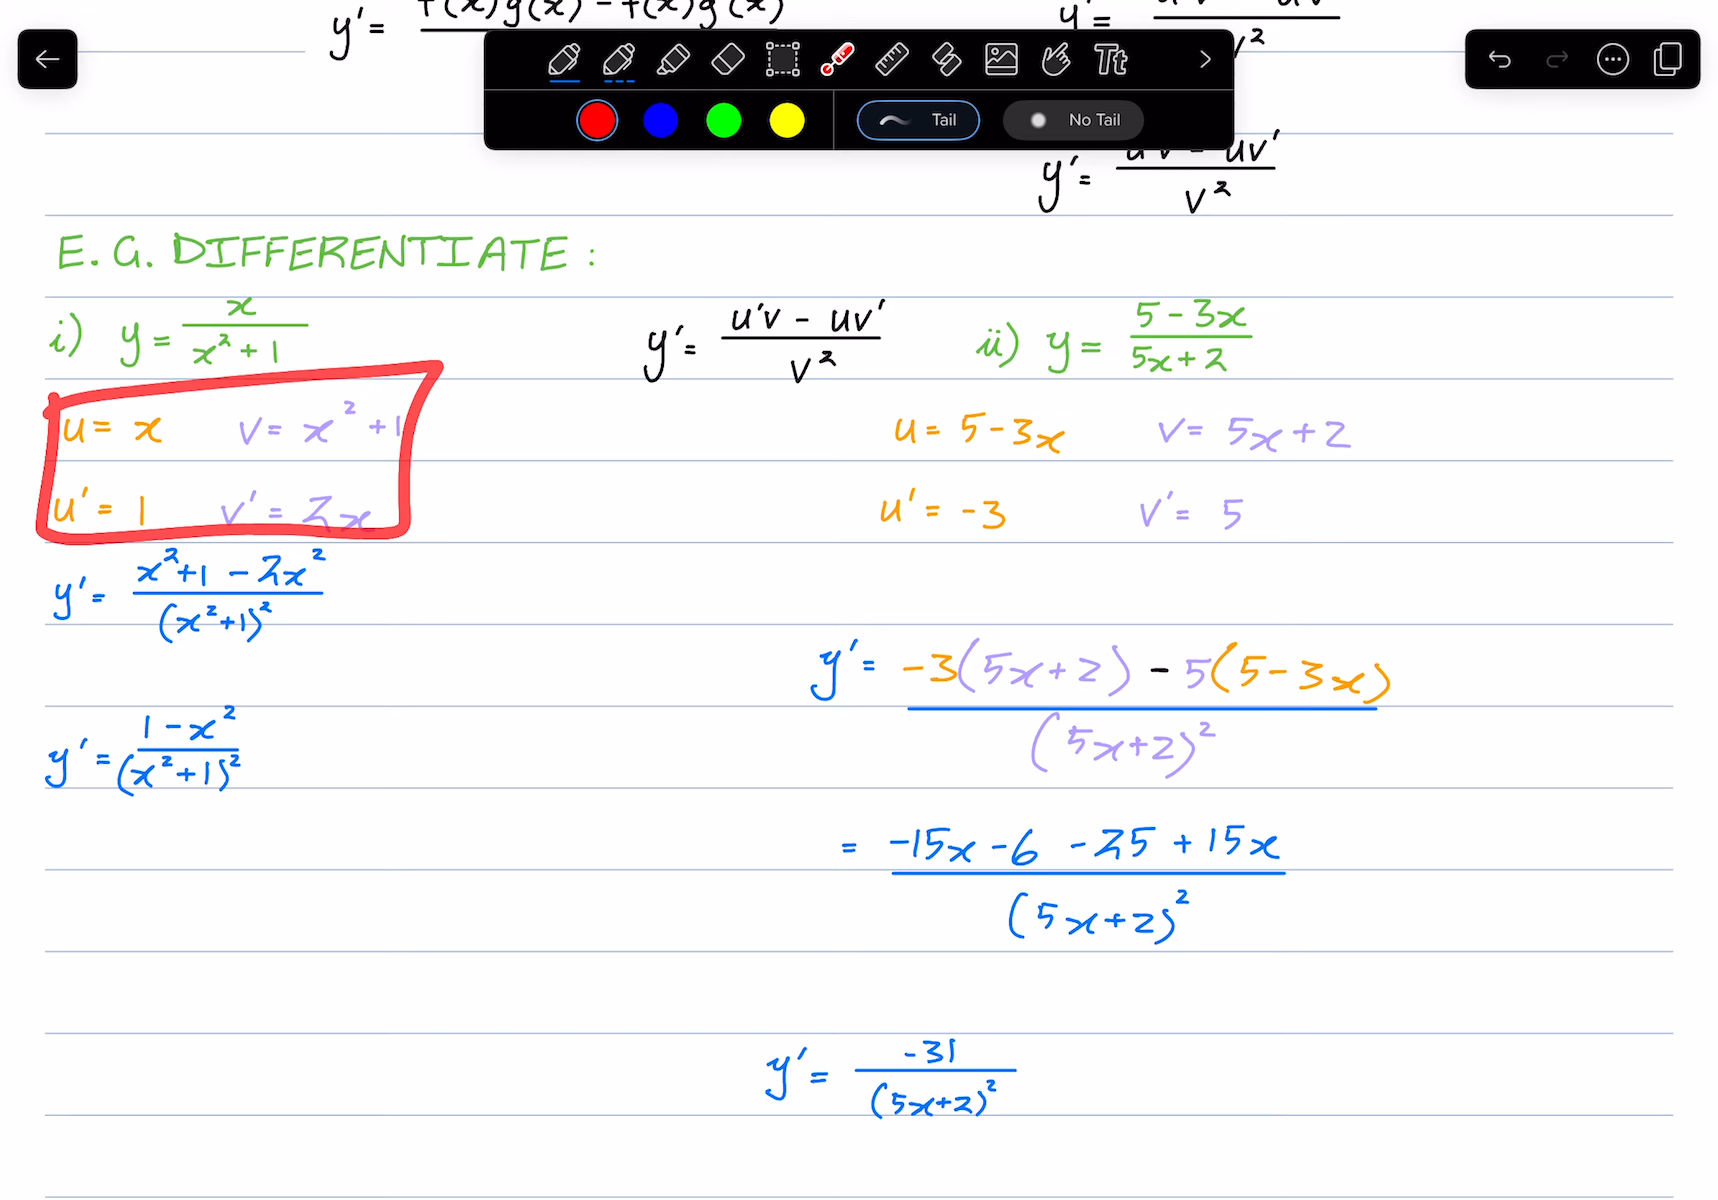 y' = f'(x)g(x) - f(x)g'(x)
y' =
v²
Tail No Tail
y' = u'v - uv' / v²
E.G. DIFFERENTIATE :
i) y = x / x² + 1
y' = u'v - uv' / v²
ii) y = 5 - 3x / 5x + 2
u = x v = x² + 1
u = 5 - 3x v = 5x + 2
u' = 1 v' = 2x
u' = -3 v' = 5
y' = x² + 1 - 2x² / (x² + 1)²
y' = -3(5x + 2) - 5(5 - 3x) / (5x + 2)²
y' = 1 - x² / (x² + 1)²
= -15x - 6 - 25 + 15x / (5x + 2)²
y' = -31 / (5x + 2)²